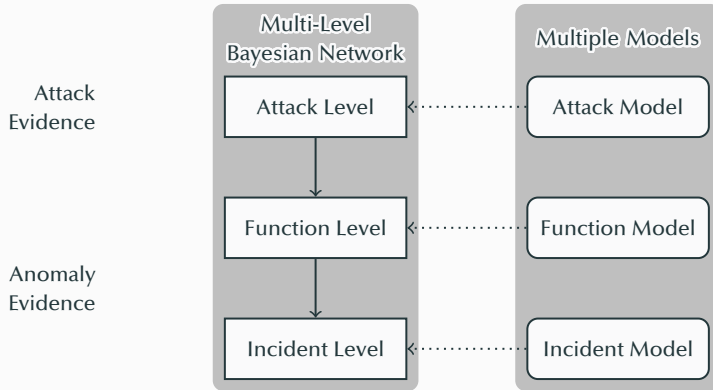 Multi-Level
Bayesian Network
Multiple Models
Attack
Evidence
Attack Level
Attack Model
Function Level
Function Model
Anomaly
Evidence
Incident Level
Incident Model